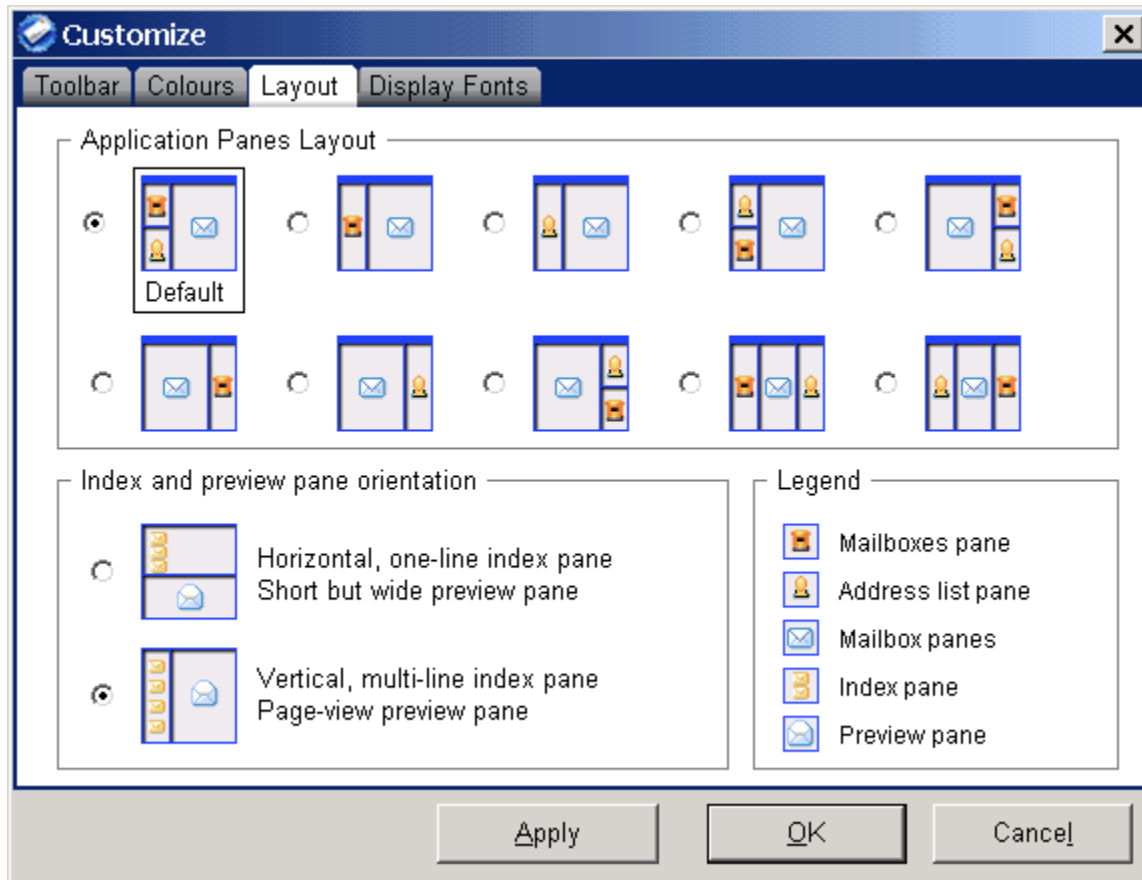 Customize
Toolbar Colours Layout Display Fonts
Application Panes Layout
Default
Index and preview pane orientation
Horizontal, one-line index pane
Short but wide preview pane
Vertical, multi-line index pane
Page-view preview pane
Legend
Mailboxes pane
Address list pane
Mailbox panes
Index pane
Preview pane
Apply OK Cancel